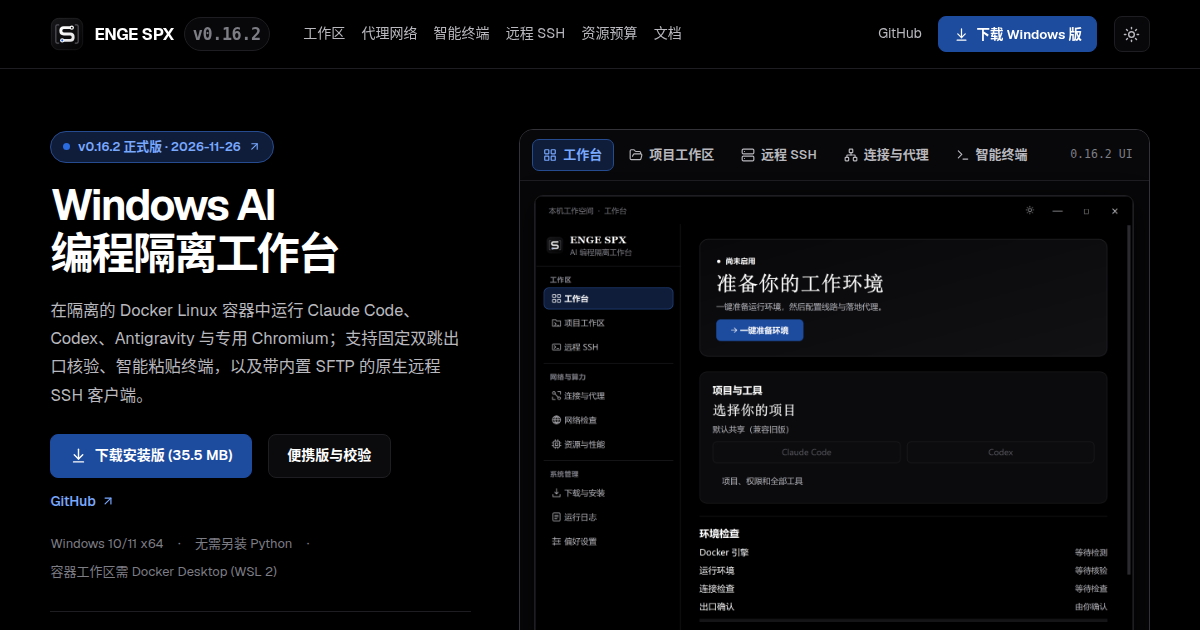 ENGE SPX v0.16.2 工作区 代理网络 智能终端 远程 SSH 资源预算 文档 GitHub 下载 Windows 版
v0.16.2 正式版 · 2026-11-26
Windows AI
编程隔离工作台
在隔离的 Docker Linux 容器中运行 Claude Code、
Codex、Antigravity 与专用 Chromium；支持固定双跳出
口核验、智能粘贴终端，以及带内置 SFTP 的原生远程
SSH 客户端。
下载安装版 (35.5 MB) 便携版与校验
GitHub
Windows 10/11 x64 · 无需另装 Python ·
容器工作区需 Docker Desktop (WSL 2)
工作台 项目工作区 远程 SSH 连接与代理 智能终端 0.16.2 UI
本机工作空间 · 工作台
ENGE SPX
AI 编程隔离工作台
工作区
工作台
项目工作区
远程 SSH
网络与算力
连接与代理
网络检查
资源与性能
系统管理
下载与安装
运行日志
偏好设置
尚未启用
准备你的工作环境
一键准备运行环境，然后配置线路与落地代理。
一键准备环境
项目与工具
选择你的项目
默认共享（兼容旧版）
Claude Code Codex
项目、权限和全部工具
环境检查
Docker 引擎 等待检测
运行环境 等待核验
连接检查 等待检查
出口确认 由你确认